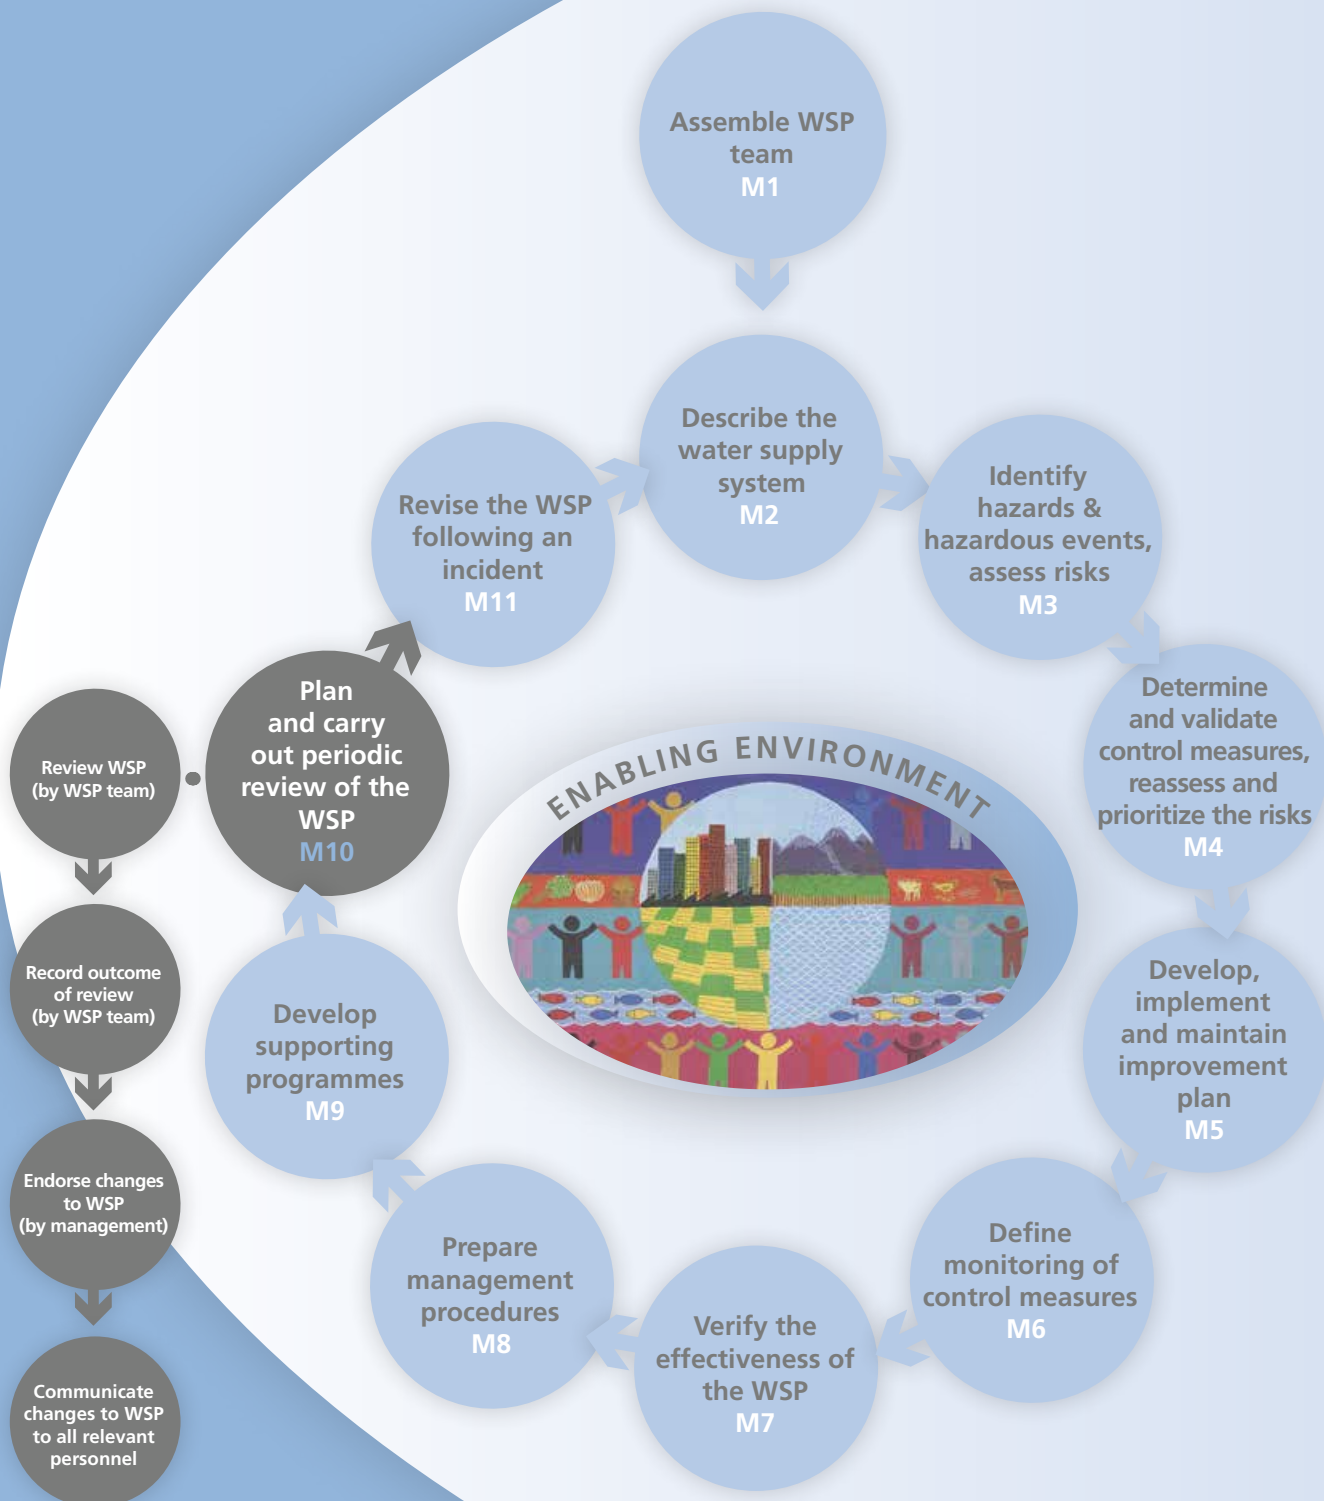 Assemble WSP
team
M1
Describe the
water supply
system
M2
Identify
hazards &
hazardous events,
assess risks
M3
Determine
and validate
control measures,
reassess and
prioritize the risks
M4
Develop,
implement
and maintain
improvement
plan
M5
Define
monitoring of
control measures
M6
Verify the
effectiveness of
the WSP
M7
Prepare
management
procedures
M8
Develop
supporting
programmes
M9
Plan
and carry
out periodic
review of the
WSP
M10
Revise the WSP
following an
incident
M11
Review WSP
(by WSP team)
Record outcome
of review
(by WSP team)
Endorse changes
to WSP
(by management)
Communicate
changes to WSP
to all relevant
personnel
ENABLING ENVIRONMENT